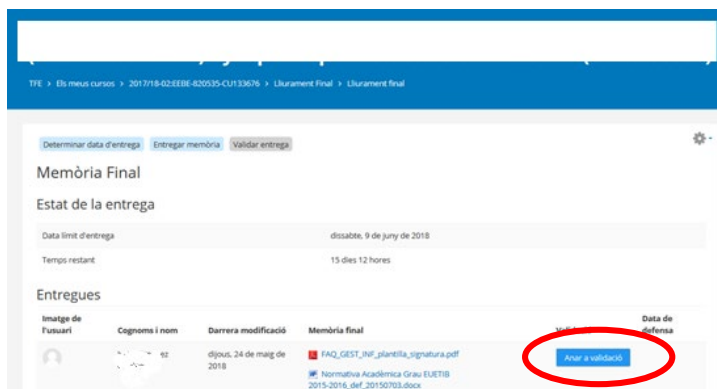 TFE > Els meus cursos > 2017/18-02:EEBE-820535-CU133676 > Lliurament Final > Lliurament final
Determinar data d'entrega Entregar memòria Validar entrega
Memòria Final
Estat de la entrega
Data límit d'entrega dissabte, 9 de juny de 2018
Temps restant 15 dies 12 hores
Entregues
Imatge de l'usuari Cognoms i nom Darrera modificació Memòria final Data de defensa
ez dijous, 24 de maig de 2018 FAQ_GEST_INF_plantilla_signatura.pdf Anar a validació
Normativa Acadèmica Grau EUETIB 2015-2016_def_20150703.docx